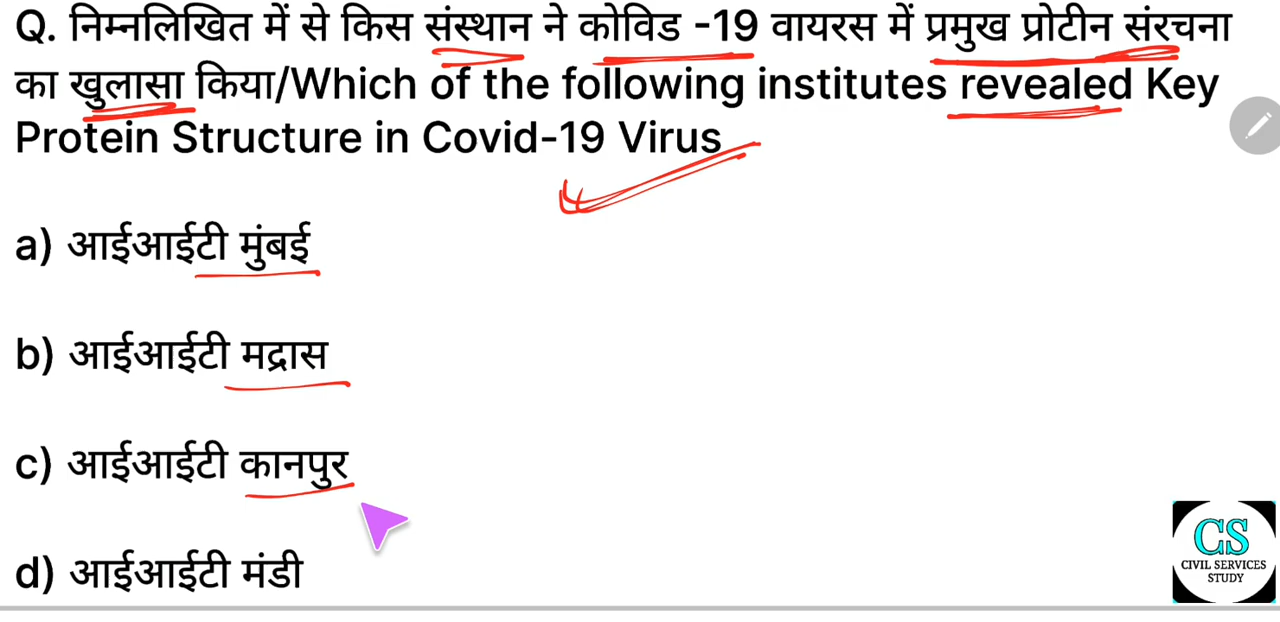 Q. निम्नलिखित में से किस संस्थान ने कोविड -19 वायरस में प्रमुख प्रोटीन संरचना
का खुलासा किया/Which of the following institutes revealed Key
Protein Structure in Covid-19 Virus
a) आईआईटी मुंबई
b) आईआईटी मद्रास
c) आईआईटी कानपुर
d) आईआईटी मंडी
CS
CIVIL SERVICES
STUDY